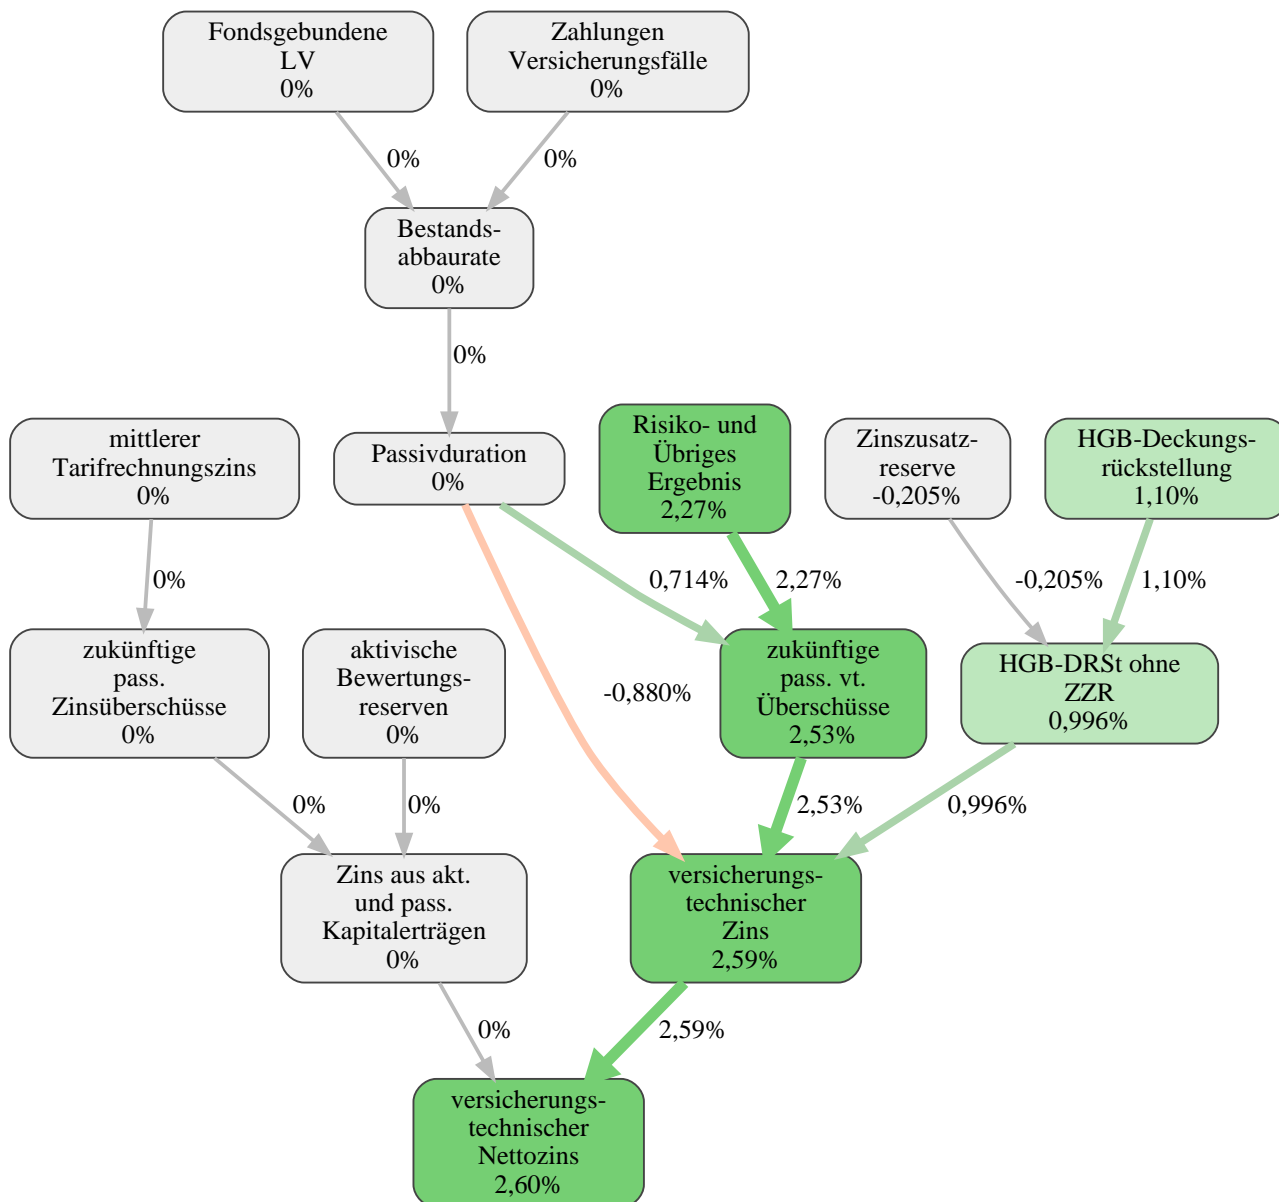 Fondsgebundene
LV
0%
Zahlungen
Versicherungsfälle
0%
0%
0%
Bestands-
abbaurate
0%
0%
mittlerer
Tarifrechnungszins
0%
Passivduration
0%
Risiko- und
Übriges
Ergebnis
2,27%
Zinszusatz-
reserve
-0,205%
HGB-Deckungs-
rückstellung
1,10%
0%
0,714%
2,27%
-0,205%
1,10%
zukünftige
pass.
Zinsüberschüsse
0%
aktivische
Bewertungs-
reserven
0%
-0,880%
zukünftige
pass. vt.
Überschüsse
2,53%
HGB-DRSt ohne
ZZR
0,996%
0%
0%
2,53%
0,996%
Zins aus akt.
und pass.
Kapitalerträgen
0%
versicherungs-
technischer
Zins
2,59%
0%
2,59%
versicherungs-
technischer
Nettozins
2,60%